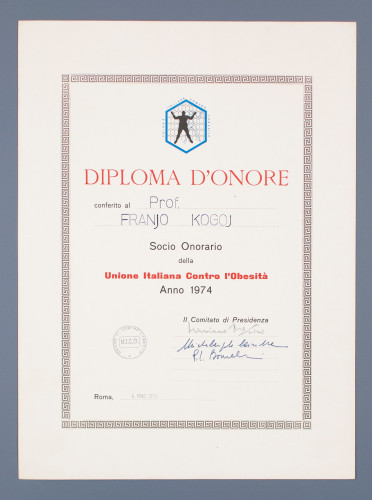 DIPLOMA D'ONORE
conferito al Prof.
FRANJO KOGOJ
Socio Onorario
della
Unione Italiana Contro l'Obesità
Anno 1974
Il Comitato di Presidenza
U.I.C.O.
Roma,